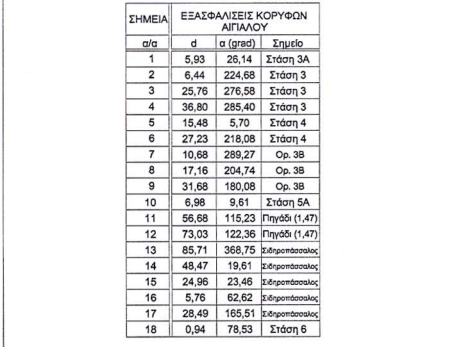 ΣΗΜΕΙΑ ΕΞΑΣΦΑΛΙΣΕΙΣ ΚΟΡΥΦΩΝ
ΑΙΓΙΑΛΟΥ
α/α d α (grad) Σημείο
1 5,93 26,14 Στάση 3Α
2 6,44 224,68 Στάση 3
3 25,76 276,58 Στάση 3
4 36,80 285,40 Στάση 3
5 15,48 5,70 Στάση 4
6 27,23 218,08 Στάση 4
7 10,68 289,27 Ορ. 3Β
8 17,16 204,74 Ορ. 3Β
9 31,68 180,08 Ορ. 3Β
10 6,98 9,61 Στάση 5Α
11 56,68 115,23 Πηγάδι (1,47)
12 73,03 122,36 Πηγάδι (1,47)
13 85,71 368,75 Σιδηροπάσσαλος
14 48,47 19,61 Σιδηροπάσσαλος
15 24,96 23,46 Σιδηροπάσσαλος
16 5,76 62,62 Σιδηροπάσσαλος
17 28,49 165,51 Σιδηροπάσσαλος
18 0,94 78,53 Στάση 6